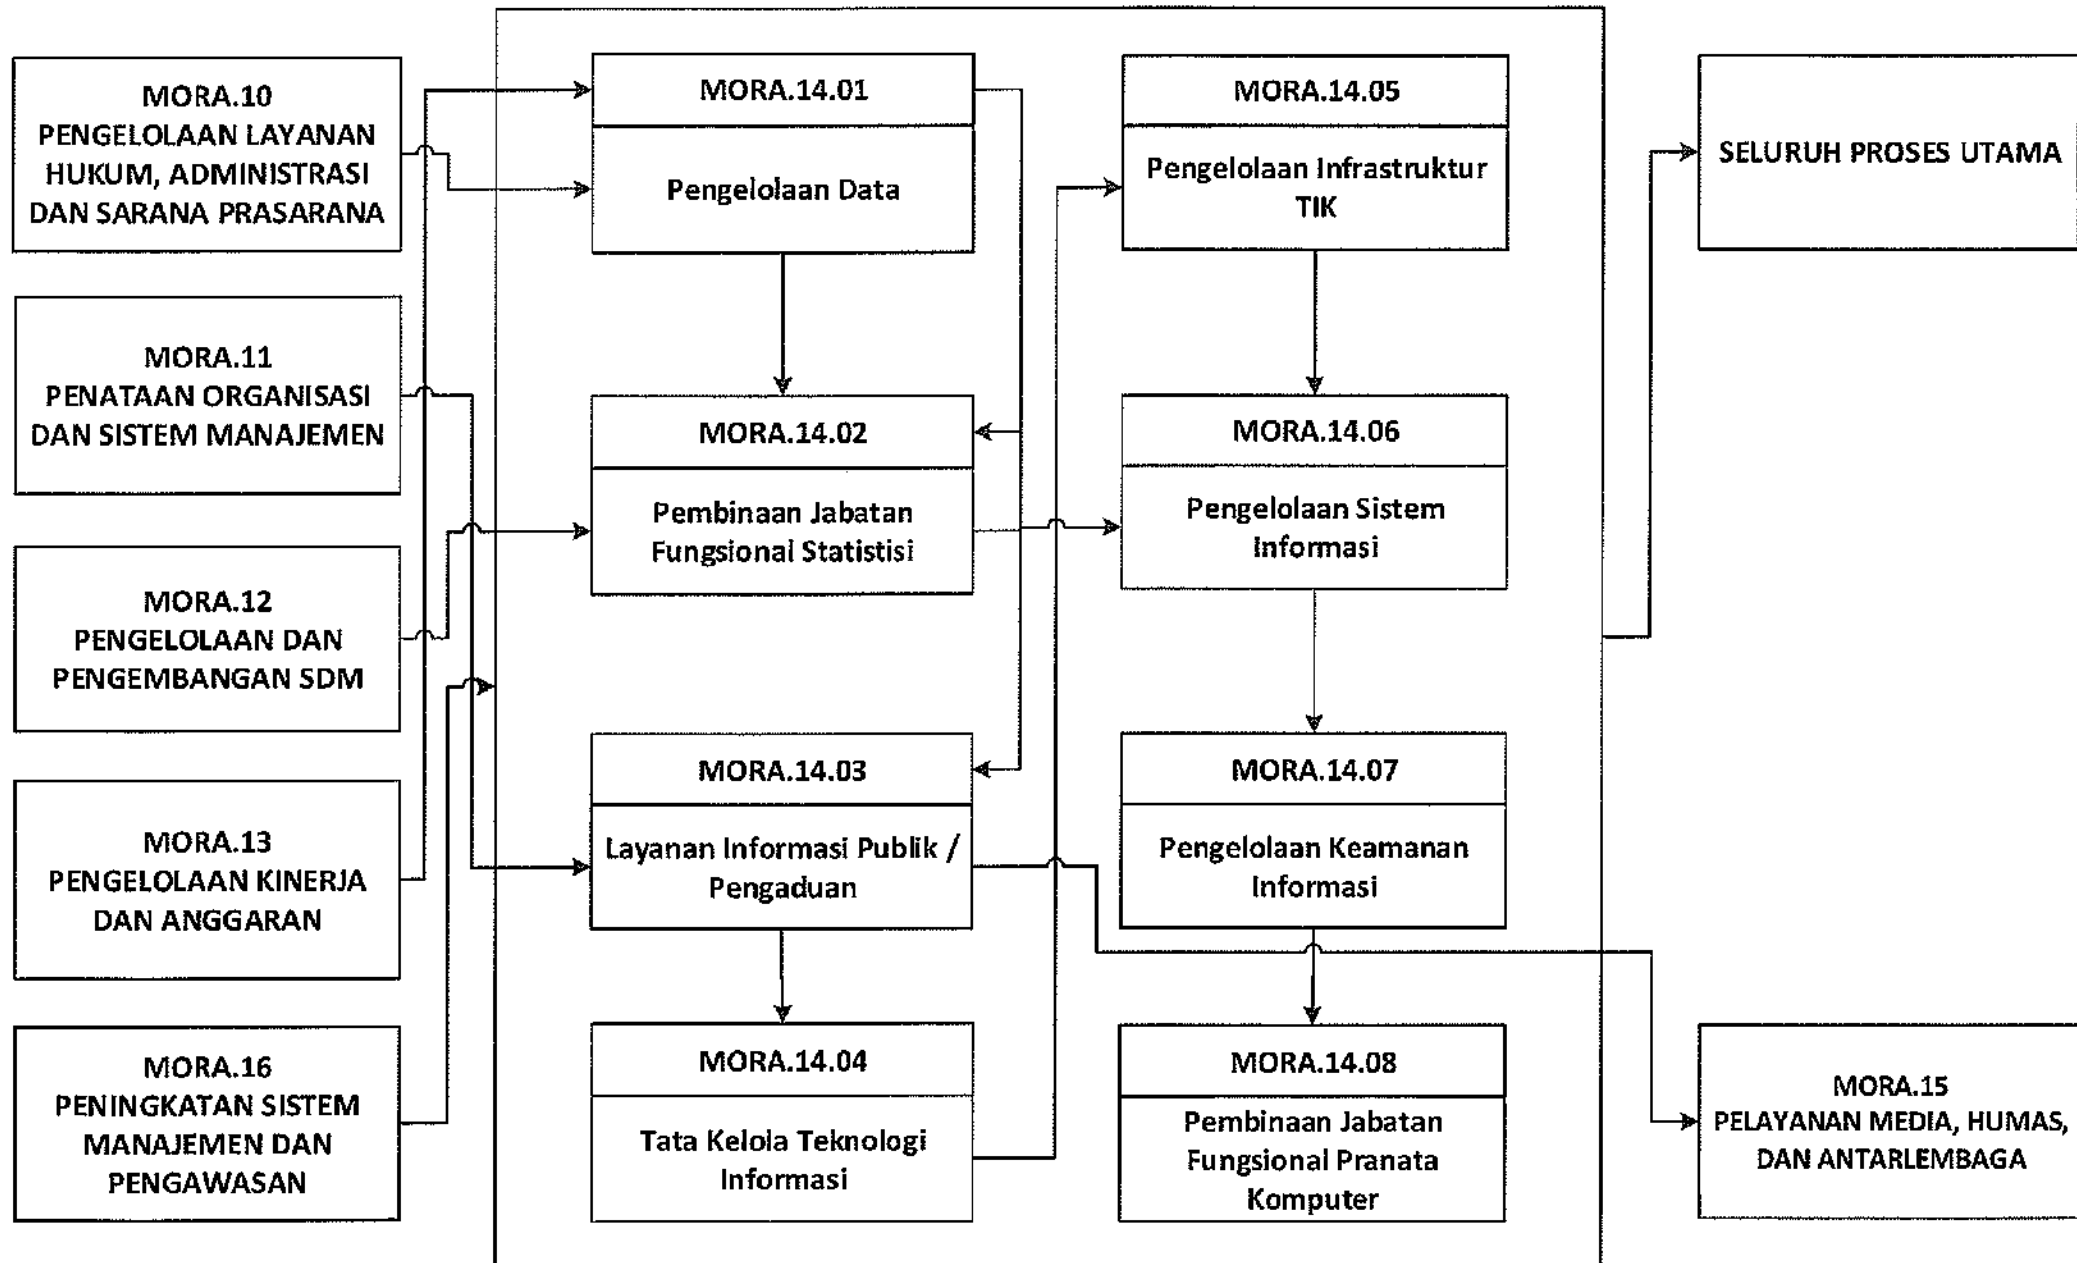 MORA.10
PENGELOLAAN LAYANAN
HUKUM, ADMINISTRASI
DAN SARANA PRASARANA
MORA.11
PENATAAN ORGANISASI
DAN SISTEM MANAJEMEN
MORA.12
PENGELOLAAN DAN
PENGEMBANGAN SDM
MORA.13
PENGELOLAAN KINERJA
DAN ANGGARAN
MORA.16
PENINGKATAN SISTEM
MANAJEMEN DAN
PENGAWASAN
MORA.14.01
Pengelolaan Data
MORA.14.02
Pembinaan Jabatan
Fungsional Statistisi
MORA.14.03
Layanan Informasi Publik /
Pengaduan
MORA.14.04
Tata Kelola Teknologi
Informasi
MORA.14.05
Pengelolaan Infrastruktur
TIK
MORA.14.06
Pengelolaan Sistem
Informasi
MORA.14.07
Pengelolaan Keamanan
Informasi
MORA.14.08
Pembinaan Jabatan
Fungsional Pranata
Komputer
SELURUH PROSES UTAMA
MORA.15
PELAYANAN MEDIA, HUMAS,
DAN ANTARLEMBAGA